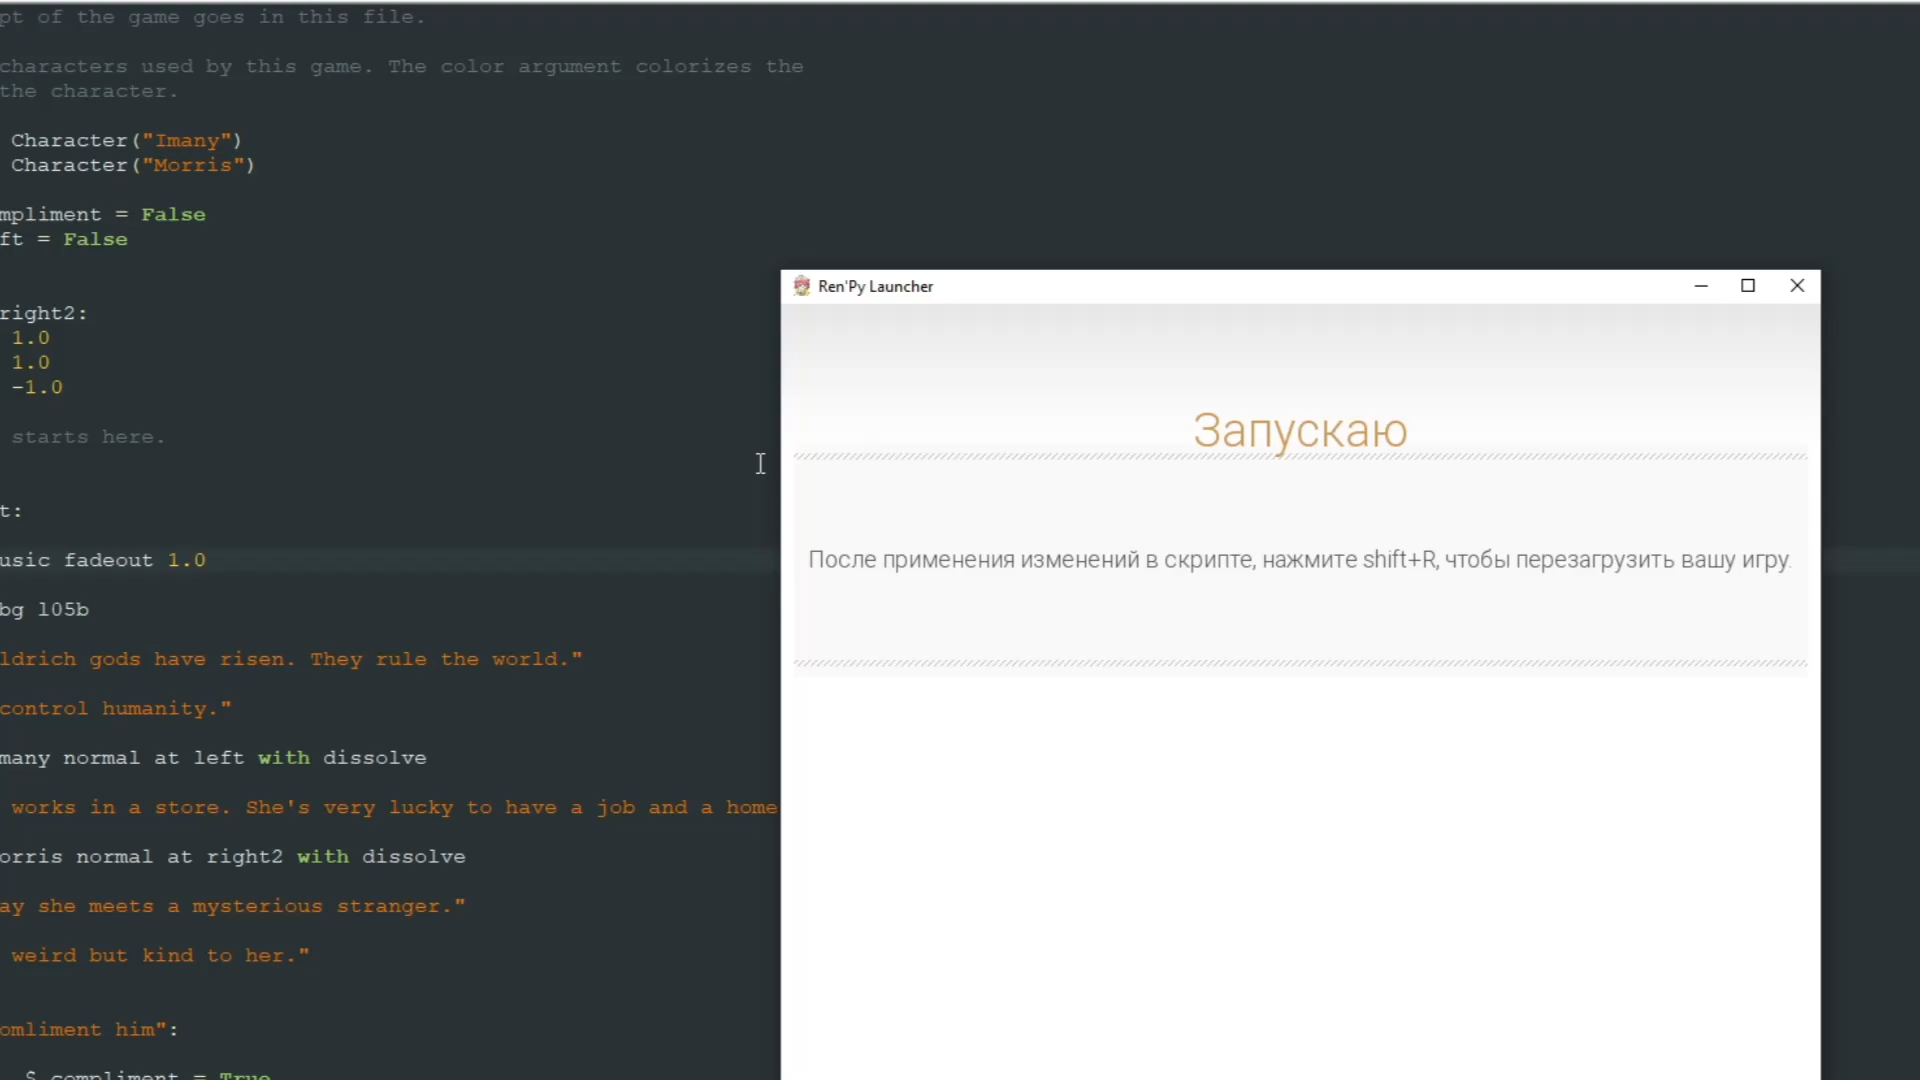 pt of the game goes in this file.
characters used by this game. The color argument colorizes the
the character.
Character("Imany")
Character("Morris")
mpliment = False
ft = False
right2:
1.0
1.0
-1.0
starts here.
t:
usic fadeout 1.0
bg l05b
ldrich gods have risen. They rule the world."
control humanity."
many normal at left with dissolve
works in a store. She's very lucky to have a job and a home
orris normal at right2 with dissolve
ay she meets a mysterious stranger."
weird but kind to her."
omliment him":
$ compliment = True
Ren'Py Launcher
Запускаю
После применения изменений в скрипте, нажмите shift+R, чтобы перезагрузить вашу игру.